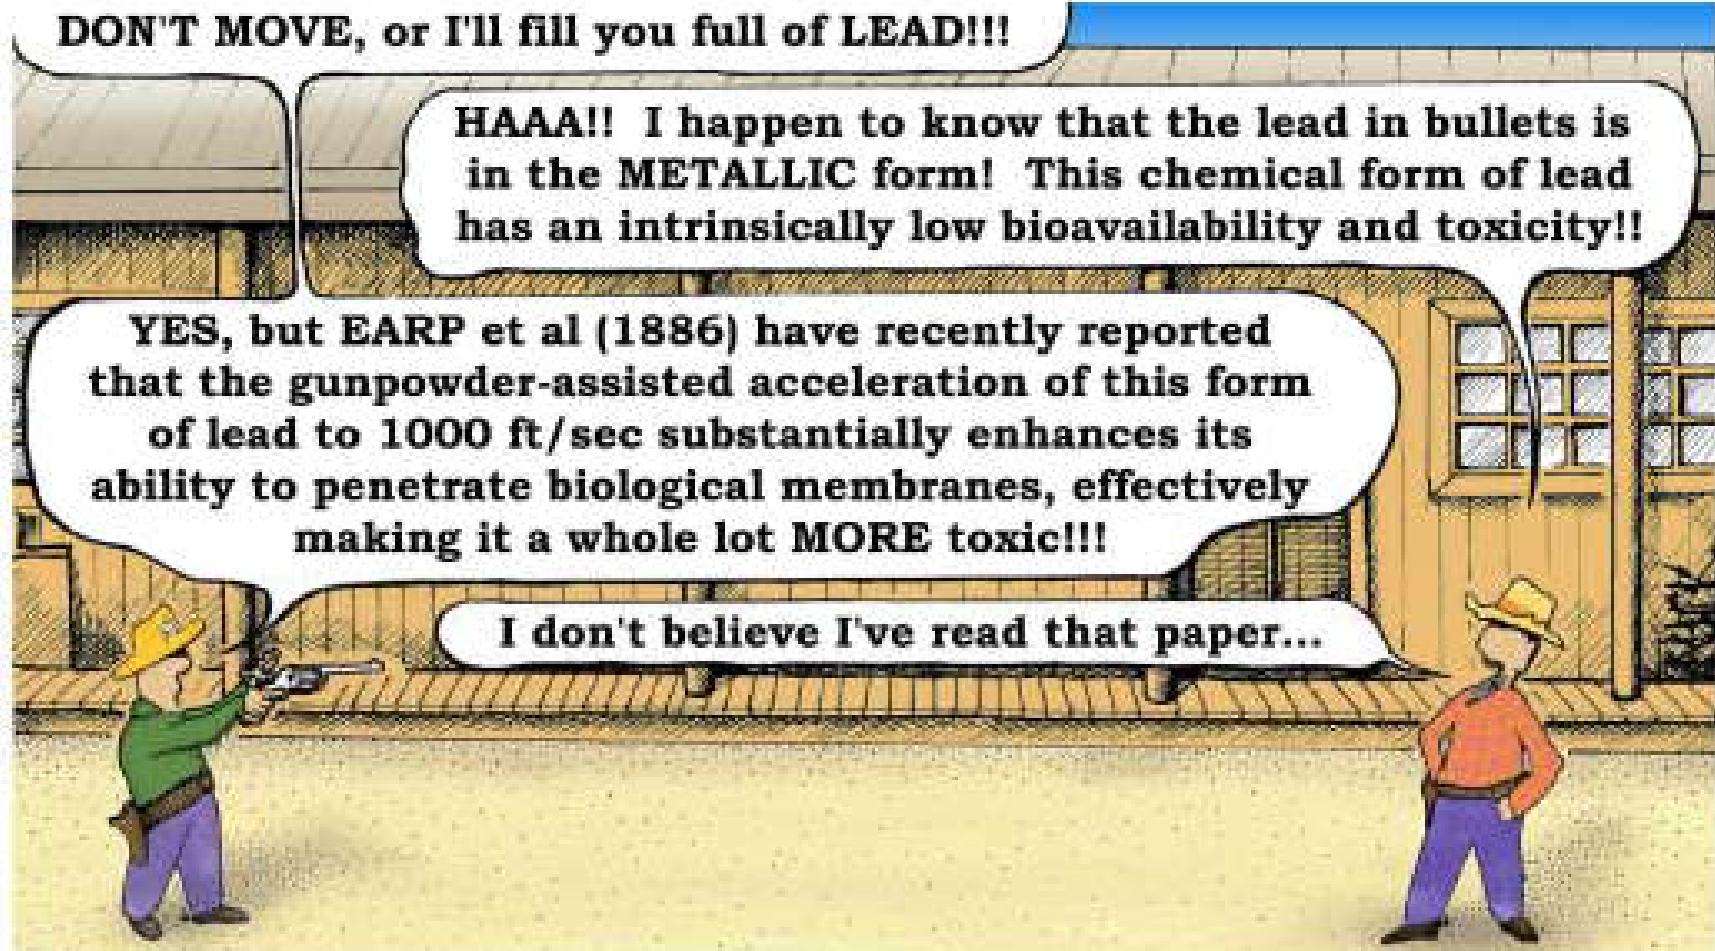 DON'T MOVE, or I'll fill you full of LEAD!!!
HAAA!! I happen to know that the lead in bullets is
in the METALLIC form! This chemical form of lead
has an intrinsically low bioavailability and toxicity!!
YES, but EARP et al (1886) have recently reported
that the gunpowder-assisted acceleration of this form
of lead to 1000 ft/sec substantially enhances its
ability to penetrate biological membranes, effectively
making it a whole lot MORE toxic!!!
I don't believe I've read that paper...